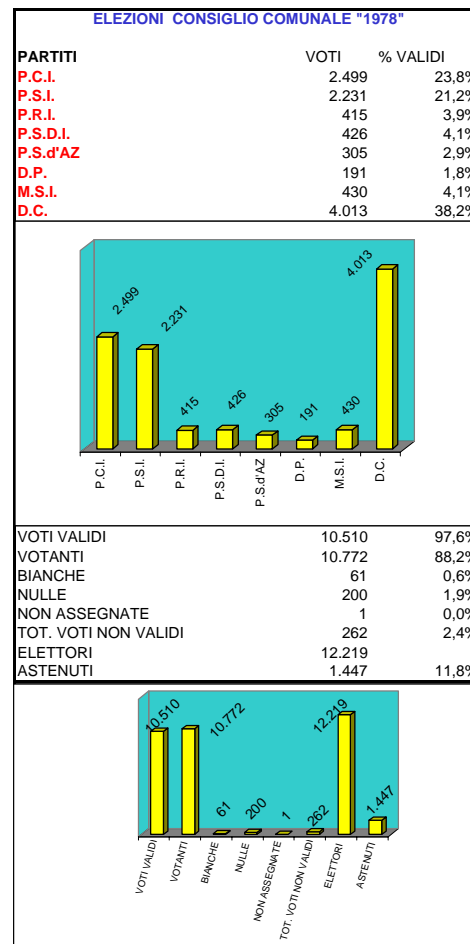 ELEZIONI CONSIGLIO COMUNALE "1978"
PARTITI VOTI % VALIDI
P.C.I. 2.499 23,8%
P.S.I. 2.231 21,2%
P.R.I. 415 3,9%
P.S.D.I. 426 4,1%
P.S.d'AZ 305 2,9%
D.P. 191 1,8%
M.S.I. 430 4,1%
D.C. 4.013 38,2%
2.499 2.231 415 426 305 191 430 4.013
P.C.I. P.S.I. P.R.I. P.S.D.I. P.S.d'AZ D.P. M.S.I. D.C.
VOTI VALIDI 10.510 97,6%
VOTANTI 10.772 88,2%
BIANCHE 61 0,6%
NULLE 200 1,9%
NON ASSEGNATE 1 0,0%
TOT. VOTI NON VALIDI 262 2,4%
ELETTORI 12.219
ASTENUTI 1.447 11,8%
10.510 10.772 61 200 1 262 12.219 1.447
VOTI VALIDI VOTANTI BIANCHE NULLE NON ASSEGNATE TOT. VOTI NON VALIDI ELETTORI ASTENUTI